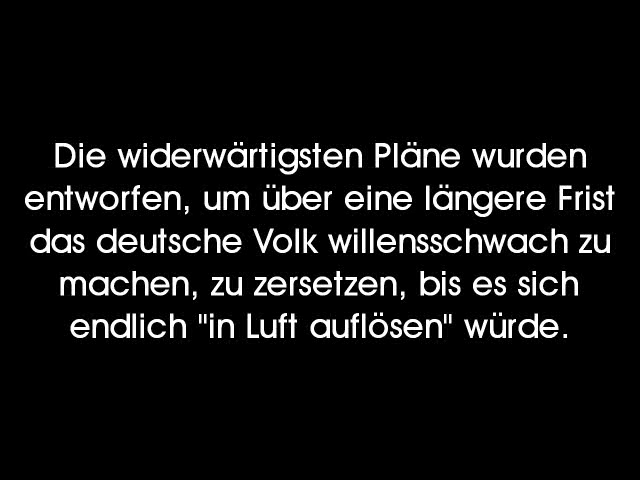 Die widerwärtigsten Pläne wurden
entworfen, um über eine längere Frist
das deutsche Volk willensschwach zu
machen, zu zersetzen, bis es sich
endlich "in Luft auflösen" würde.